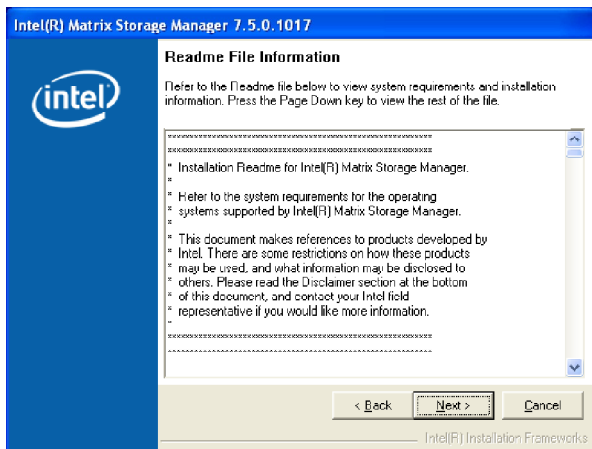 Intel(R) Matrix Storage Manager 7.5.0.1017
Readme File Information
Refer to the Readme file below to view system requirements and installation
information. Press the Page Down key to view the rest of the file.
intel
****************************************************
****************************************************
* Installation Readme for Intel(R) Matrix Storage Manager.
*
* Refer to the system requirements for the operating
* systems supported by Intel(R) Matrix Storage Manager.
*
* This document makes references to products developed by
* Intel. There are some restrictions on how these products
* may be used, and what information may be disclosed to
* others. Please read the Disclaimer section at the bottom
* of this document, and contact your Intel field
* representative if you would like more information.
*
****************************************************
****************************************************
< Back
Next >
Cancel
Intel(R) Installation Frameworks